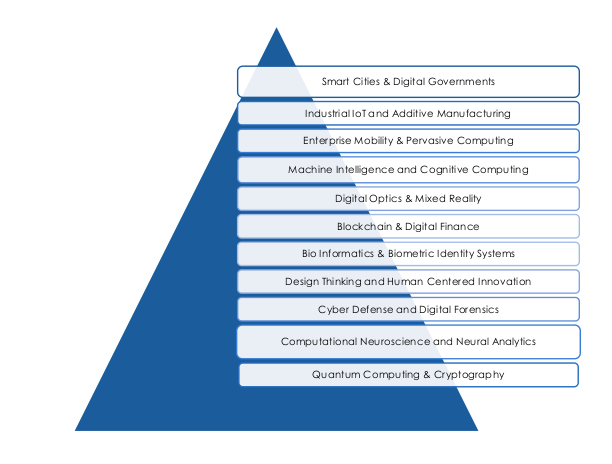 Smart Cities & Digital Governments
Industrial IoT and Additive Manufacturing
Enterprise Mobility & Pervasive Computing
Machine Intelligence and Cognitive Computing
Digital Optics & Mixed Reality
Blockchain & Digital Finance
Bio Informatics & Biometric Identity Systems
Design Thinking and Human Centered Innovation
Cyber Defense and Digital Forensics
Computational Neuroscience and Neural Analytics
Quantum Computing & Cryptography